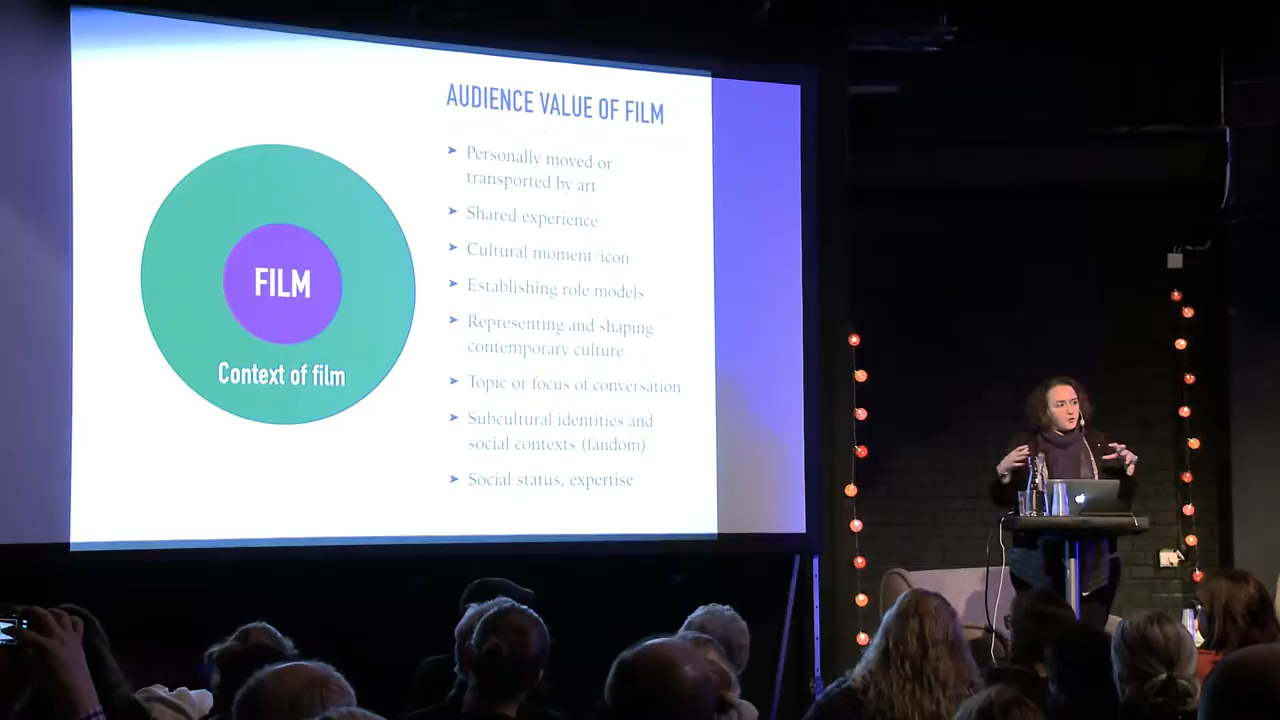 AUDIENCE VALUE OF FILM
➤ Personally moved or
transported by art
➤ Shared experience
➤ Cultural moment/icon
➤ Establishing role models
➤ Representing and shaping
contemporary culture
➤ Topic or focus of conversation
➤ Subcultural identities and
social contexts (fandom)
➤ Social status, expertise
FILM
Context of film